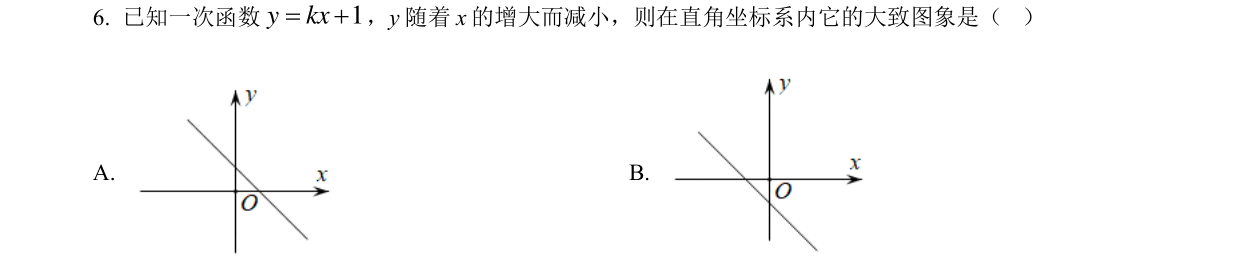 6. 已知一次函数 y = kx + 1，y 随着 x 的增大而减小，则在直角坐标系内它的大致图象是（ ）
y y
A. x B. x
O O